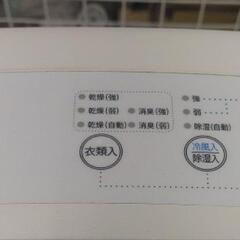 乾燥(強)
乾燥(弱) 消臭(強)
乾燥(自動) 消臭(弱)
衣類入
強
弱
除湿(自動)
冷風入
除湿入